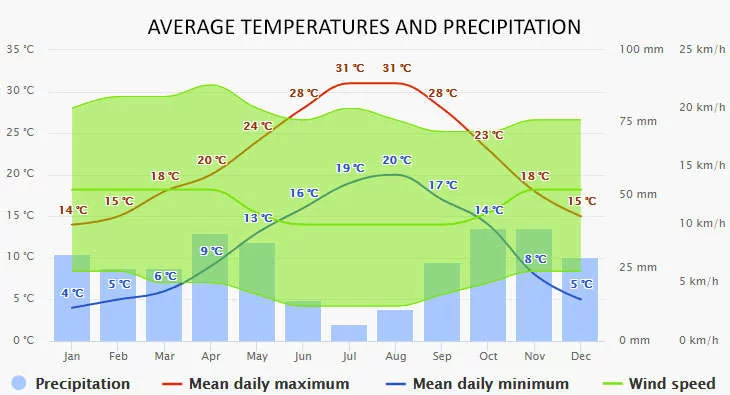 AVERAGE TEMPERATURES AND PRECIPITATION
35 °C 100 mm 25 km/h
31 °C 31 °C
30 °C 28 °C 28 °C
20 km/h
25 °C 24 °C 23 °C 75 mm
20 °C 18 °C 20 °C 19 °C 20 °C 18 °C 15 km/h
15 °C 14 °C 15 °C 13 °C 16 °C 17 °C 14 °C 15 °C 50 mm
10 km/h
10 °C 9 °C 8 °C
25 mm
5 °C 4 °C 5 °C 6 °C 5 °C 5 km/h
0 °C 0 mm 0 km/h
Jan Feb Mar Apr May Jun Jul Aug Sep Oct Nov Dec
Precipitation Mean daily maximum Mean daily minimum Wind speed